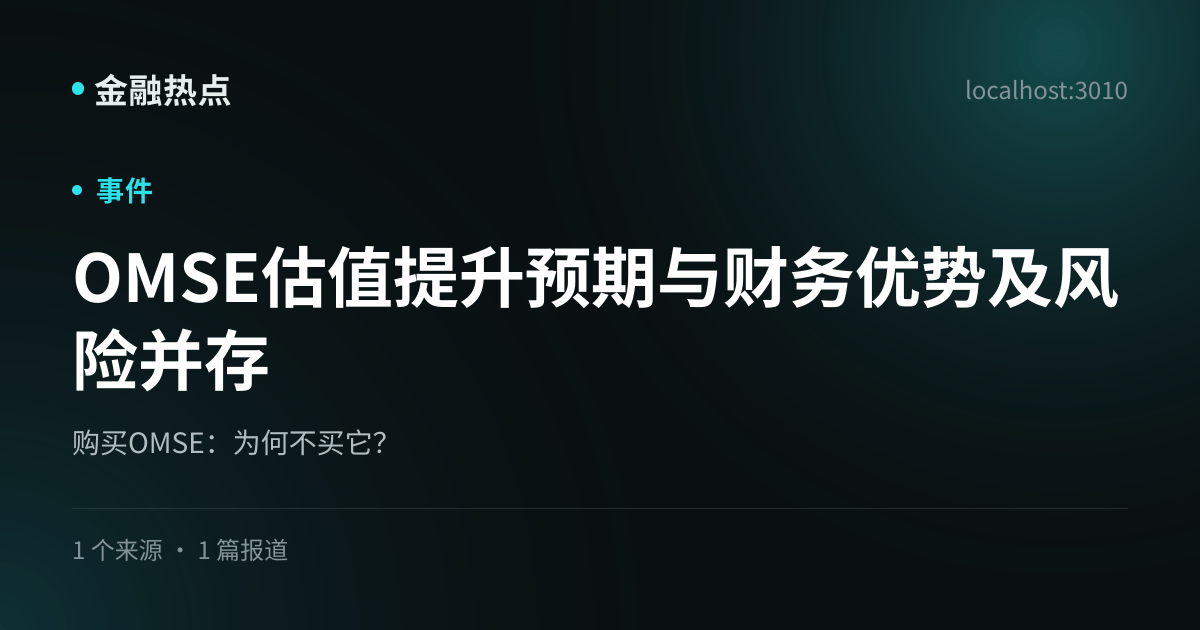 金融热点
localhost:3010
事件
OMSE估值提升预期与财务优势及风
险并存
购买OMSE：为何不买它？
1 个来源 · 1 篇报道